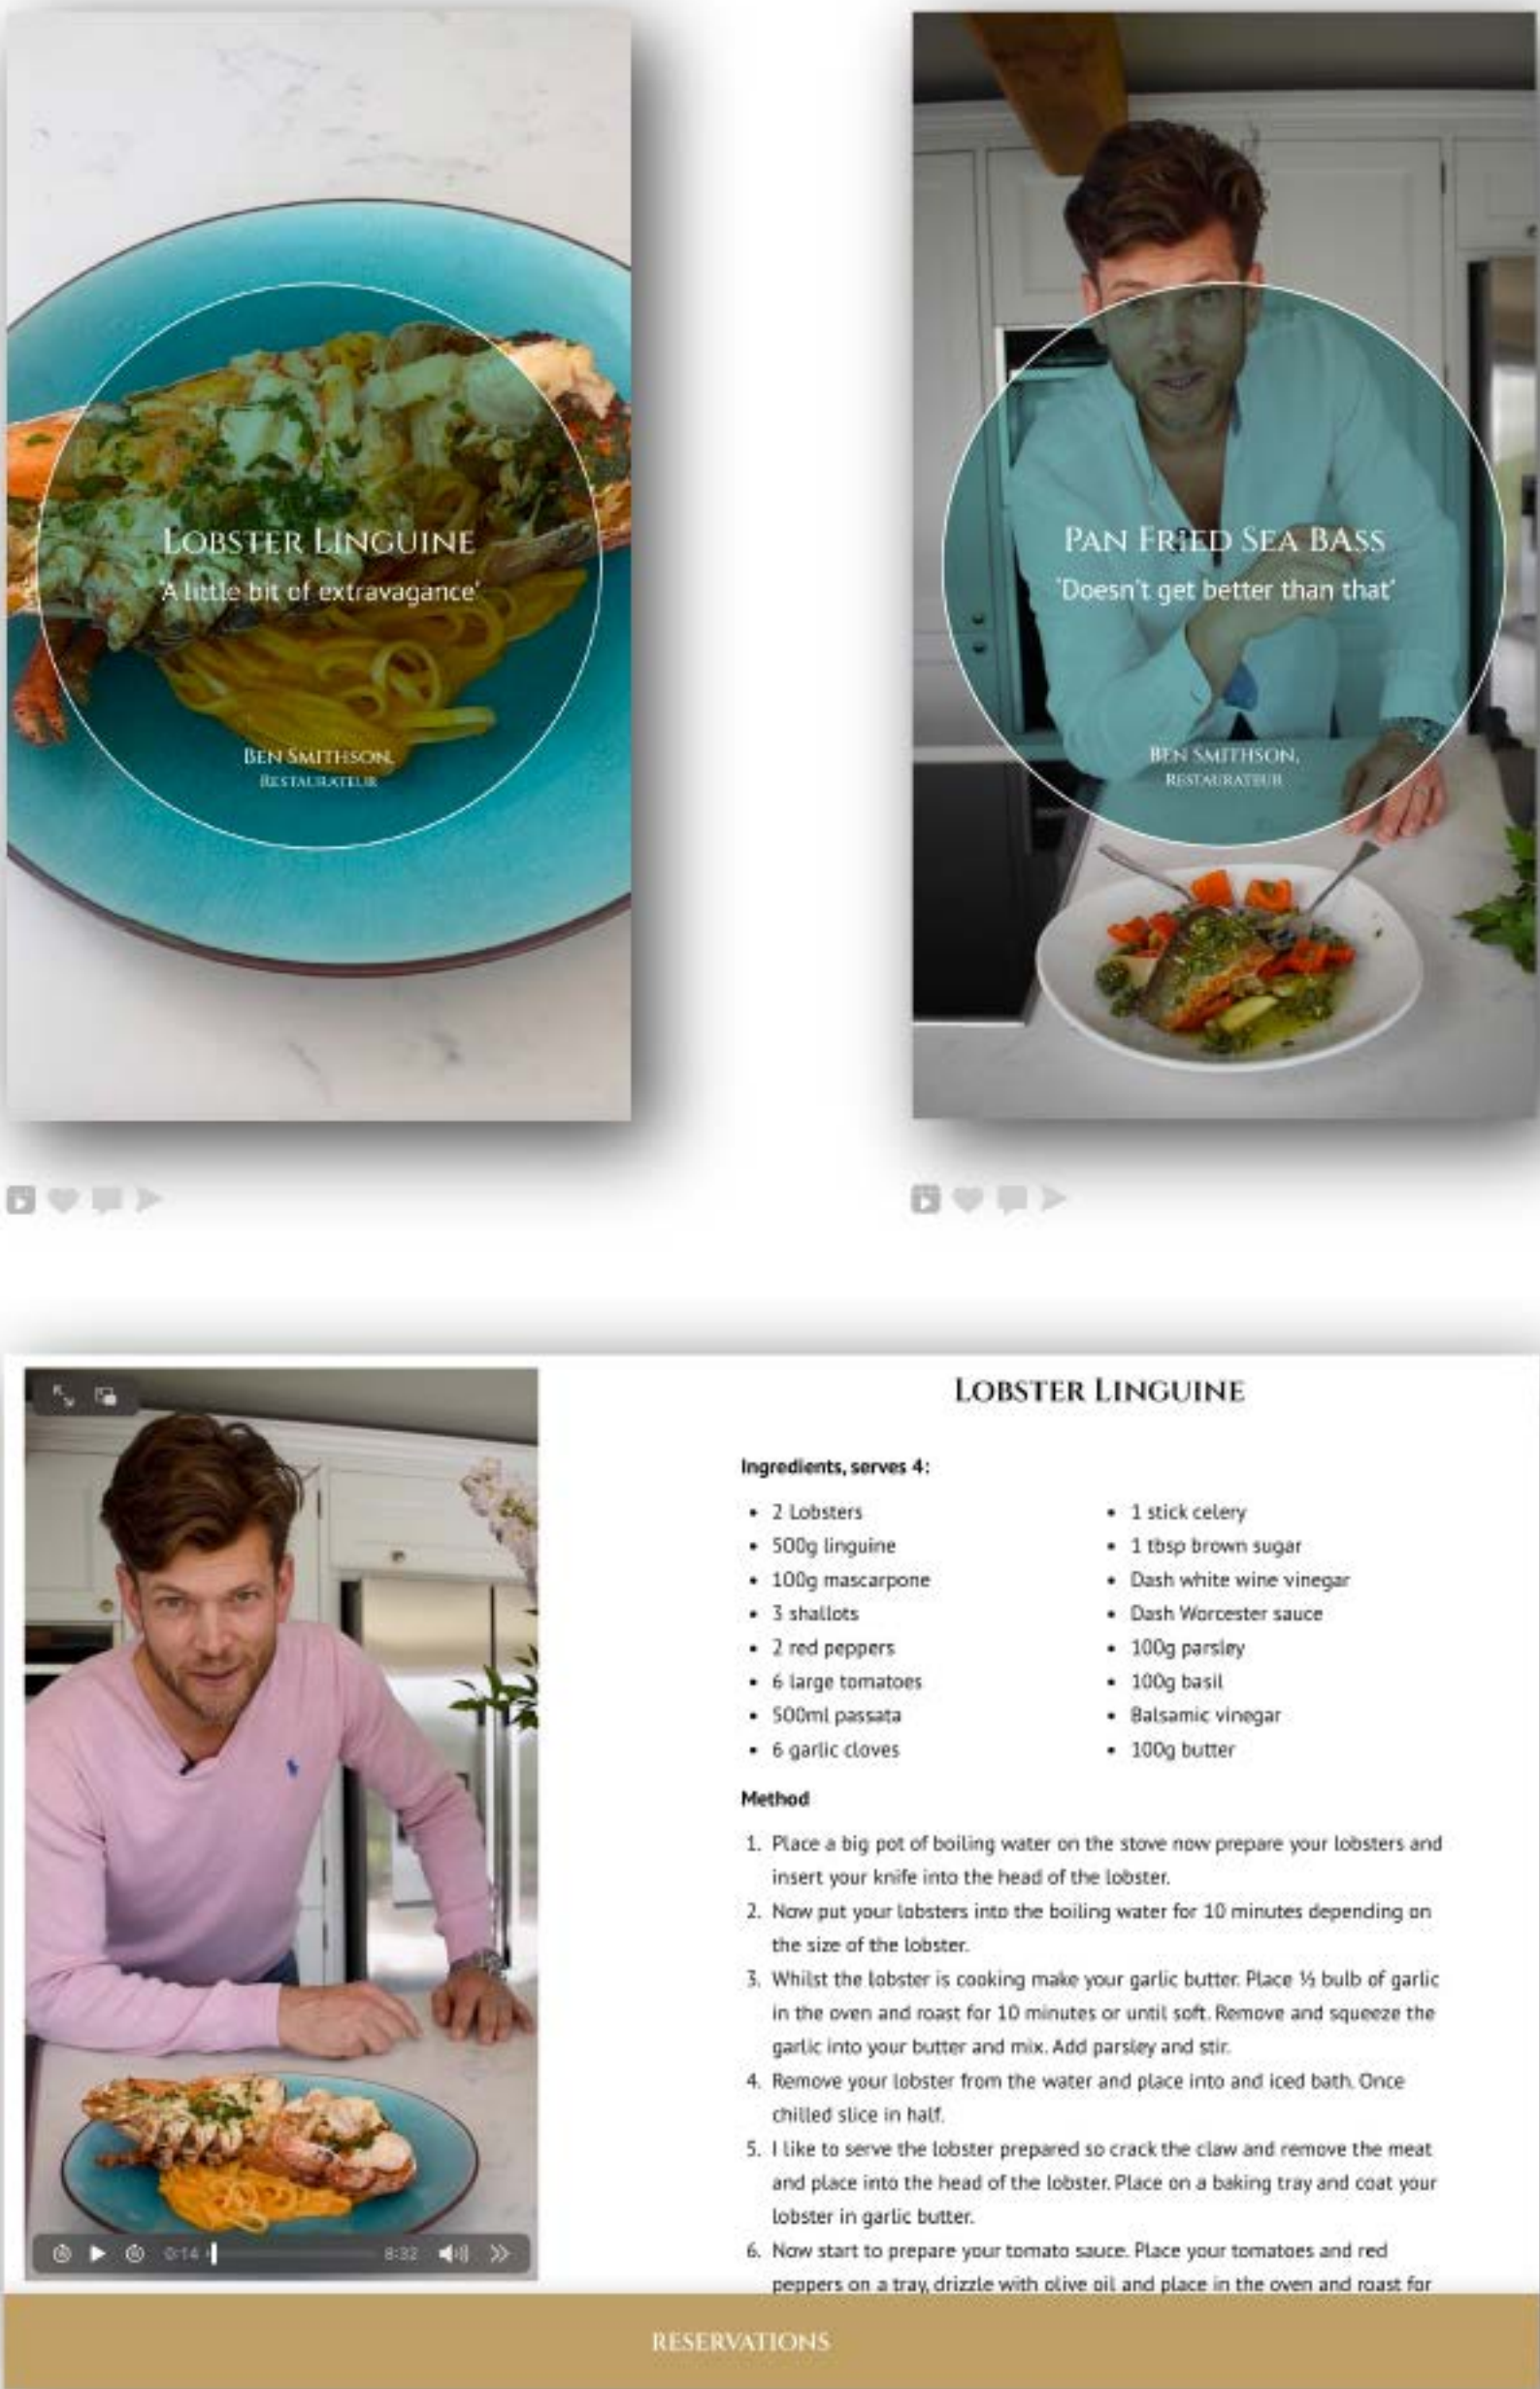 LOBSTER LINGUINE
'A little bit of extravagance'
BEN SMITHSON,
RESTAURATEUR
PAN FRIED SEA BASS
'Doesn't get better than that'
BEN SMITHSON,
RESTAURATEUR
LOBSTER LINGUINE
Ingredients, serves 4:
• 2 Lobsters
• 500g linguine
• 100g mascarpone
• 3 shallots
• 2 red peppers
• 6 large tomatoes
• 500ml passata
• 6 garlic cloves
• 1 stick celery
• 1 tbsp brown sugar
• Dash white wine vinegar
• Dash Worcester sauce
• 100g parsley
• 100g basil
• Balsamic vinegar
• 100g butter
Method
1. Place a big pot of boiling water on the stove now prepare your lobsters and
insert your knife into the head of the lobster.
2. Now put your lobsters into the boiling water for 10 minutes depending on
the size of the lobster.
3. Whilst the lobster is cooking make your garlic butter. Place ½ bulb of garlic
in the oven and roast for 10 minutes or until soft. Remove and squeeze the
garlic into your butter and mix. Add parsley and stir.
4. Remove your lobster from the water and place into and iced bath. Once
chilled slice in half.
5. I like to serve the lobster prepared so crack the claw and remove the meat
and place into the head of the lobster. Place on a baking tray and coat your
lobster in garlic butter.
6. Now start to prepare your tomato sauce. Place your tomatoes and red
peppers on a tray, drizzle with olive oil and place in the oven and roast for
0:14
8:32
RESERVATIONS